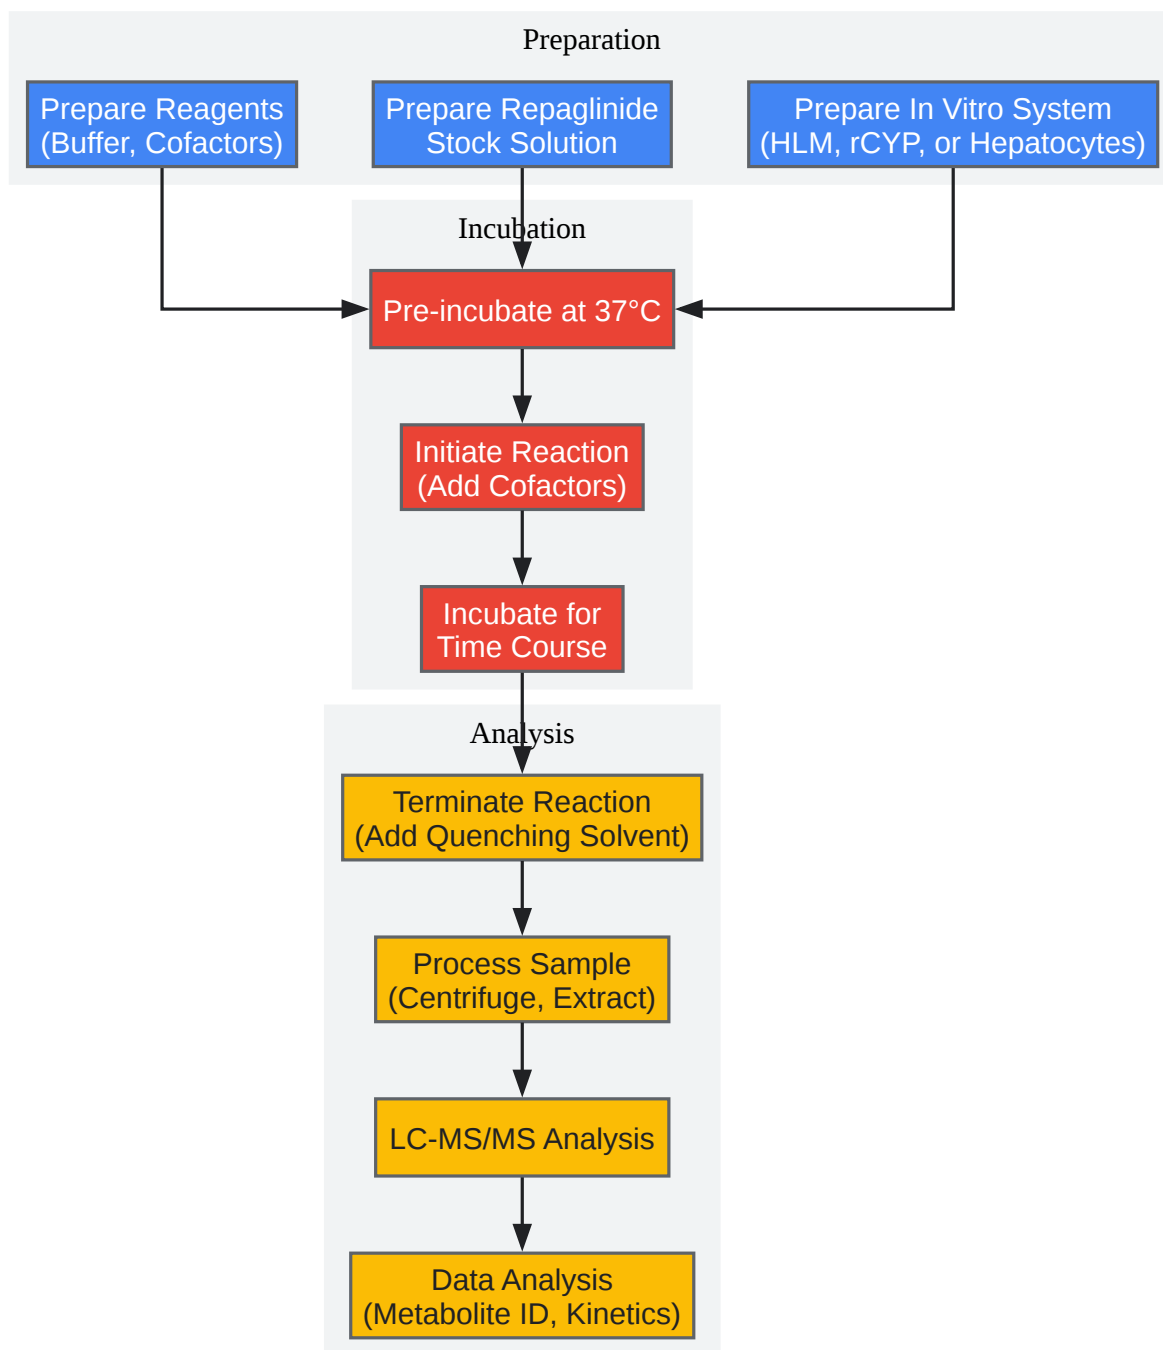 Preparation
Prepare Reagents
(Buffer, Cofactors)
Prepare Repaglinide
Stock Solution
Prepare In Vitro System
(HLM, rCYP, or Hepatocytes)
Incubation
Pre-incubate at 37°C
Initiate Reaction
(Add Cofactors)
Incubate for
Time Course
Analysis
Terminate Reaction
(Add Quenching Solvent)
Process Sample
(Centrifuge, Extract)
LC-MS/MS Analysis
Data Analysis
(Metabolite ID, Kinetics)